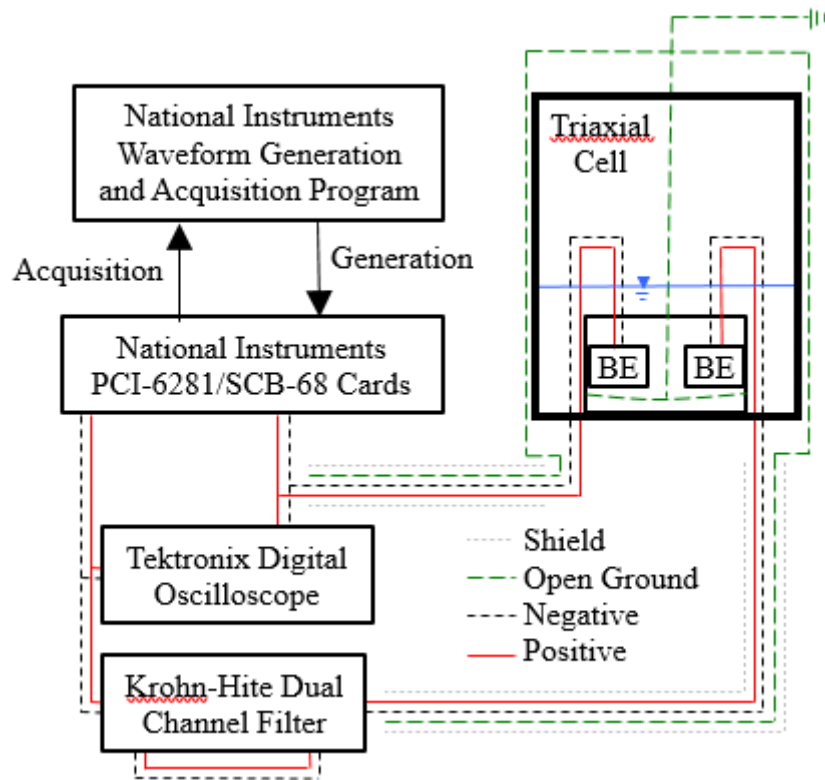 National Instruments
Waveform Generation
and Acquisition Program
Triaxial
Cell
Acquisition
Generation
National Instruments
PCI-6281/SCB-68 Cards
BE
BE
Tektronix Digital
Oscilloscope
Shield
Open Ground
Negative
Positive
Krohn-Hite Dual
Channel Filter